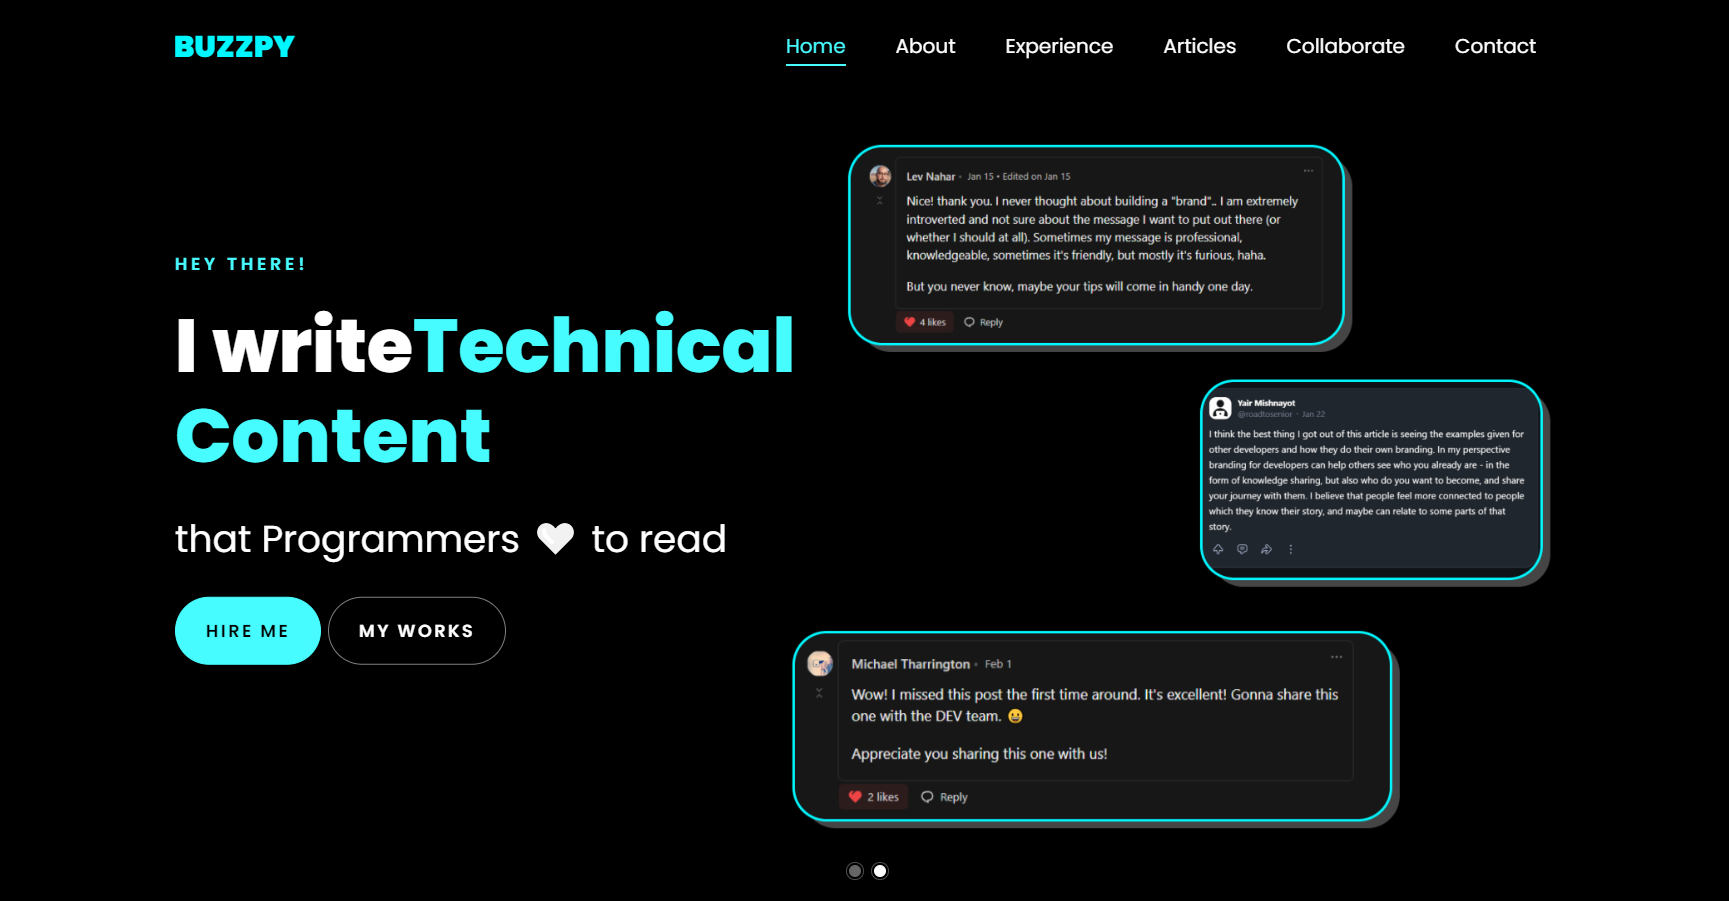 BUZZPY
Home About Experience Articles Collaborate Contact
HEY THERE!
I writeTechnical
Content
that Programmers to read
HIRE ME MY WORKS
Lev Nahar • Jan 15 • Edited on Jan 15
Nice! thank you. I never thought about building a "brand".. I am extremely
introverted and not sure about the message I want to put out there (or
whether I should at all). Sometimes my message is professional,
knowledgeable, sometimes it's friendly, but mostly it's furious, haha.
But you never know, maybe your tips will come in handy one day.
4 likes Reply
Yair Mishnayot
@roadtosenior · Jan 22
I think the best thing I got out of this article is seeing the examples given for
other developers and how they do their own branding. In my perspective
branding for developers can help others see who you already are - in the
form of knowledge sharing, but also who do you want to become, and share
your journey with them. I believe that people feel more connected to people
which they know their story, and maybe can relate to some parts of that
story.
Michael Tharrington • Feb 1
Wow! I missed this post the first time around. It's excellent! Gonna share this
one with the DEV team. 😀
Appreciate you sharing this one with us!
2 likes Reply